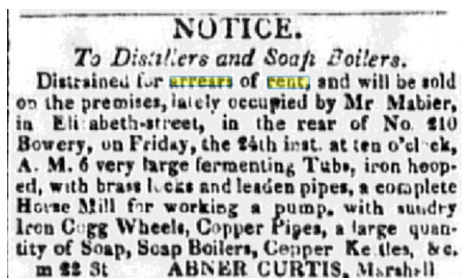 NOTICE.
To Distillers and Soap Boilers.
Distrained for arrears of rent, and will be sold
on the premises, lately occupied by Mr Mabier,
in Elizabeth-street, in the rear of No. 210
Bowery, on Friday, the 24th inst. at ten o'clock,
A. M. 6 very large fermenting Tubs, iron hoop-
ed, with brass locks and leaden pipes, a complete
Horse Mill for working a pump, with sundry
Iron Cogg Wheels, Copper Pipes, a large quan-
tity of Soap, Soap Boilers, Copper Kettles, &c.
m 22 St ABNER CURTIS, Marshall